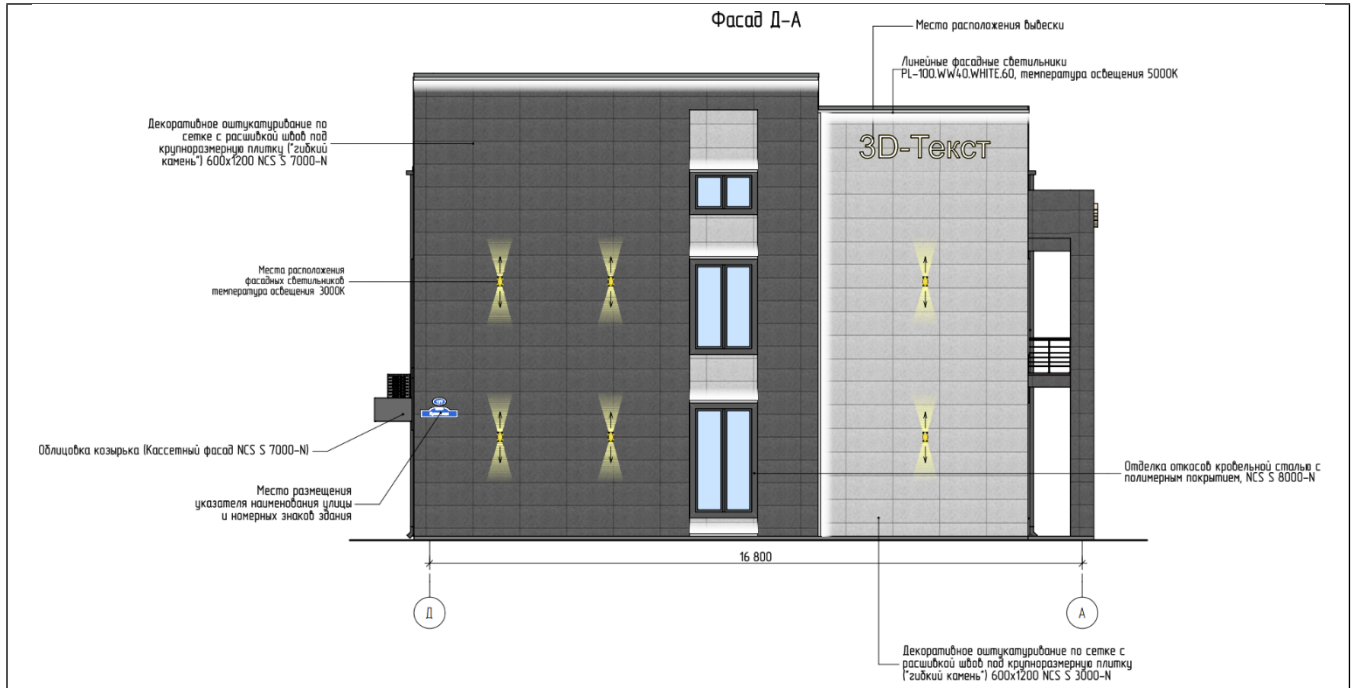 Фасад Д-А
Место расположения вывески
Линейные фасадные светильники
PL-100.WW40.WHITE.60, температура освещения 5000К
Декоративное оштукатуривание по
сетке с расшивкой швов под
крупноразмерную плитку ("гибкий
камень") 600х1200 NCS S 7000-N
3D-Текст
Места расположения
фасадных светильников
температура освещения 3000К
Облицовка козырька (Кассетный фасад NCS S 7000-N)
Место размещения
указателя наименования улицы
и номерных знаков здания
Отделка откосов кровельной сталью с
полимерным покрытием, NCS S 8000-N
16 800
Д
А
Декоративное оштукатуривание по сетке с
расшивкой швов под крупноразмерную плитку
("гибкий камень") 600х1200 NCS S 3000-N